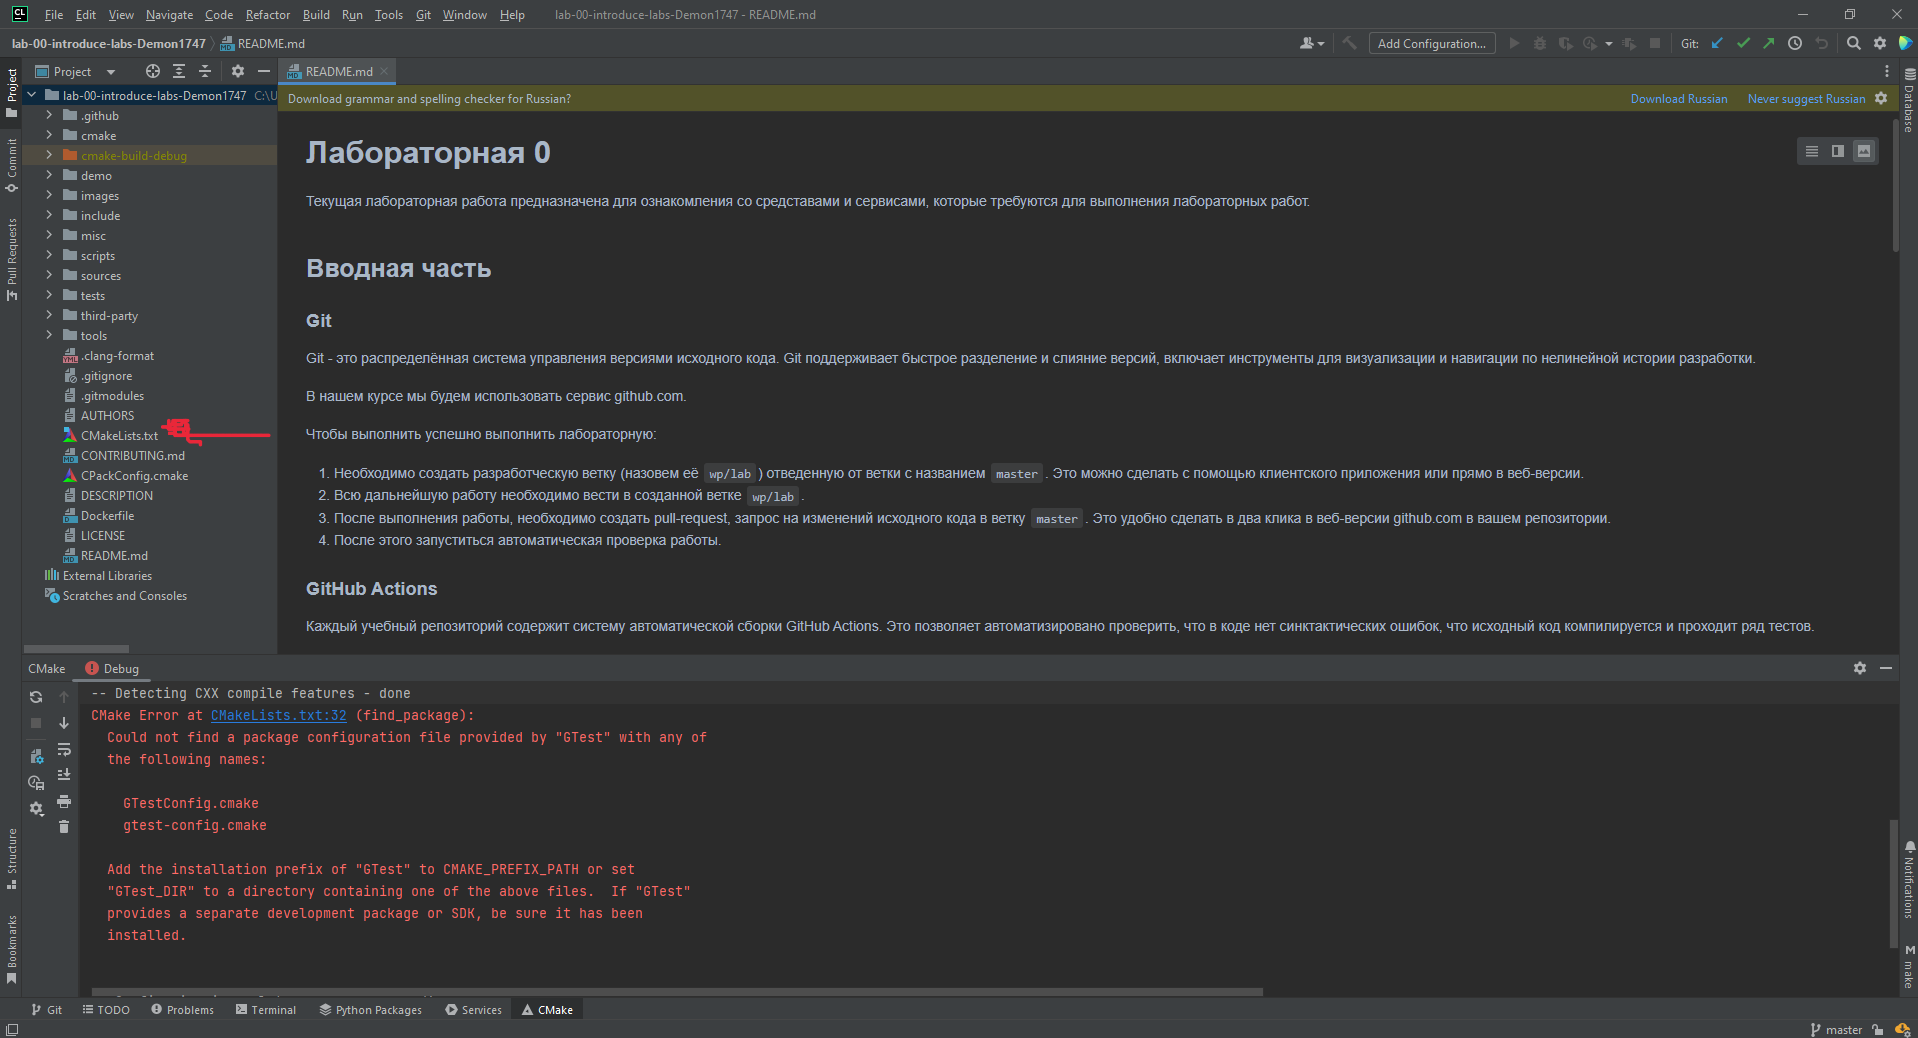 File Edit View Navigate Code Refactor Build Run Tools Git Window Help lab-00-introduce-labs-Demon1747 - README.md
lab-00-introduce-labs-Demon1747 README.md Add Configuration... Git:
Project README.md
Download grammar and spelling checker for Russian? Download Russian Never suggest Russian
lab-00-introduce-labs-Demon1747 C:\U
.github
cmake
cmake-build-debug
demo
images
include
misc
scripts
sources
tests
third-party
tools
.clang-format
.gitignore
.gitmodules
AUTHORS
CMakeLists.txt
CONTRIBUTING.md
CPackConfig.cmake
DESCRIPTION
Dockerfile
LICENSE
README.md
External Libraries
Scratches and Consoles
Лабораторная 0
Текущая лабораторная работа предназначена для ознакомления со средставами и сервисами, которые требуются для выполнения лабораторных работ.
Вводная часть
Git
Git - это распределённая система управления версиями исходного кода. Git поддерживает быстрое разделение и слияние версий, включает инструменты для визуализации и навигации по нелинейной истории разработки.
В нашем курсе мы будем использовать сервис github.com.
Чтобы выполнить успешно выполнить лабораторную:
1. Необходимо создать разработческую ветку (назовем её wp/lab ) отведенную от ветки с названием master . Это можно сделать с помощью клиентского приложения или прямо в веб-версии.
2. Всю дальнейшую работу необходимо вести в созданной ветке wp/lab .
3. После выполнения работы, необходимо создать pull-request, запрос на изменений исходного кода в ветку master . Это удобно сделать в два клика в веб-версии github.com в вашем репозитории.
4. После этого запуститься автоматическая проверка работы.
GitHub Actions
Каждый учебный репозиторий содержит систему автоматической сборки GitHub Actions. Это позволяет автоматизировано проверить, что в коде нет синктактических ошибок, что исходный код компилируется и проходит ряд тестов.
Project
Commit
Pull Requests
Structure
Bookmarks
Database
Notifications
make
CMake Debug
-- Detecting CXX compile features - done
CMake Error at CMakeLists.txt:32 (find_package):
Could not find a package configuration file provided by "GTest" with any of
the following names:
GTestConfig.cmake
gtest-config.cmake
Add the installation prefix of "GTest" to CMAKE_PREFIX_PATH or set
"GTest_DIR" to a directory containing one of the above files. If "GTest"
provides a separate development package or SDK, be sure it has been
installed.
Git TODO Problems Terminal Python Packages Services CMake
master